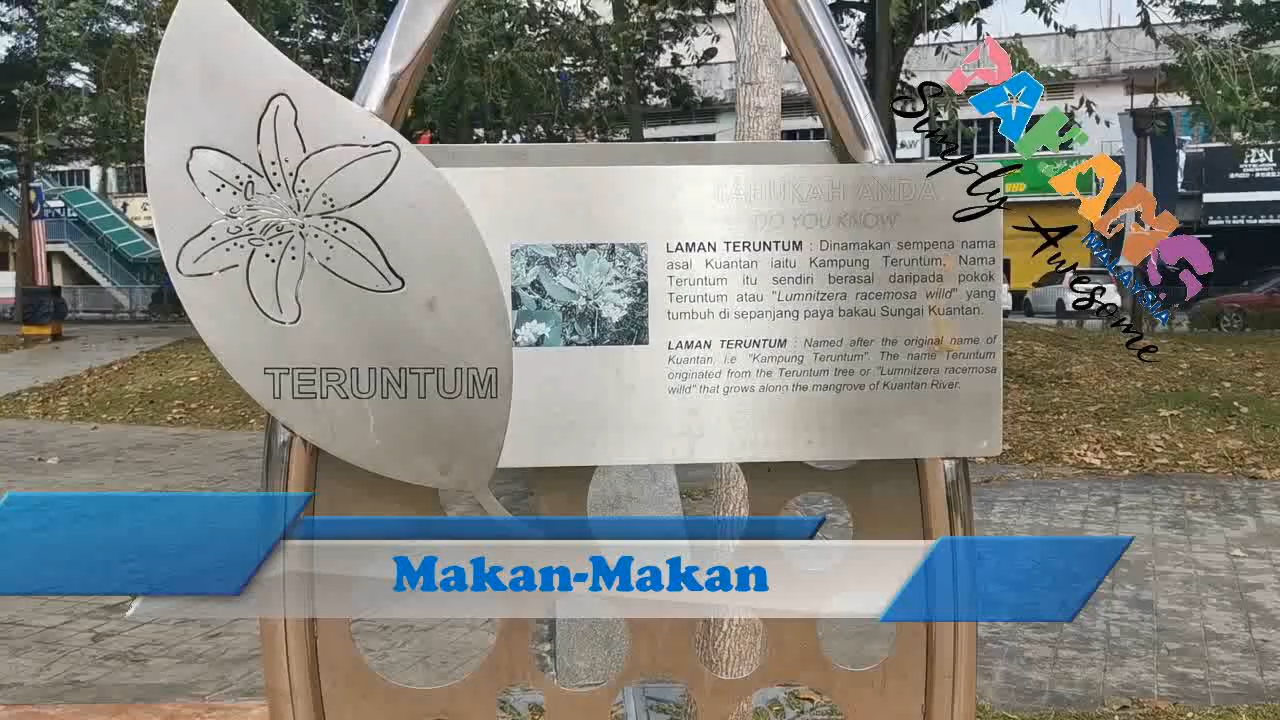 TAHUKAH ANDA
DO YOU KNOW
LAMAN TERUNTUM : Dinamakan sempena nama
asal Kuantan iaitu Kampung Teruntum. Nama
Teruntum itu sendiri berasal daripada pokok
Teruntum atau "Lumnitzera racemosa willd" yang
tumbuh di sepanjang paya bakau Sungai Kuantan.
LAMAN TERUNTUM : Named after the original name of
Kuantan, i.e "Kampung Teruntum". The name Teruntum
originated from the Teruntum tree or "Lumnitzera racemosa
willd" that grows along the mangrove of Kuantan River.
TERUNTUM
PAHANG
MALAYSIA
Simply Awesome
Makan-Makan